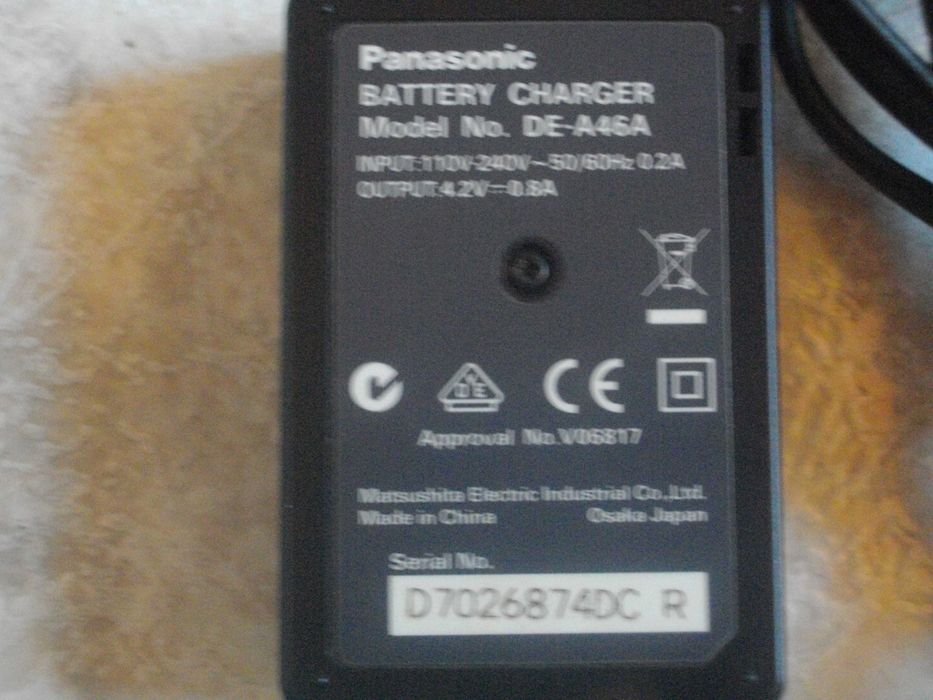 Panasonic
BATTERY CHARGER
Model No. DE-A46A
INPUT:110V-240V~50/60Hz 0.2A
OUTPUT:4.2V⎓0.8A
CE
Approval No.V06817
Matsushita Electric Industrial Co.,Ltd.
Made in China Osaka Japan
Serial No.
D7026874DC R